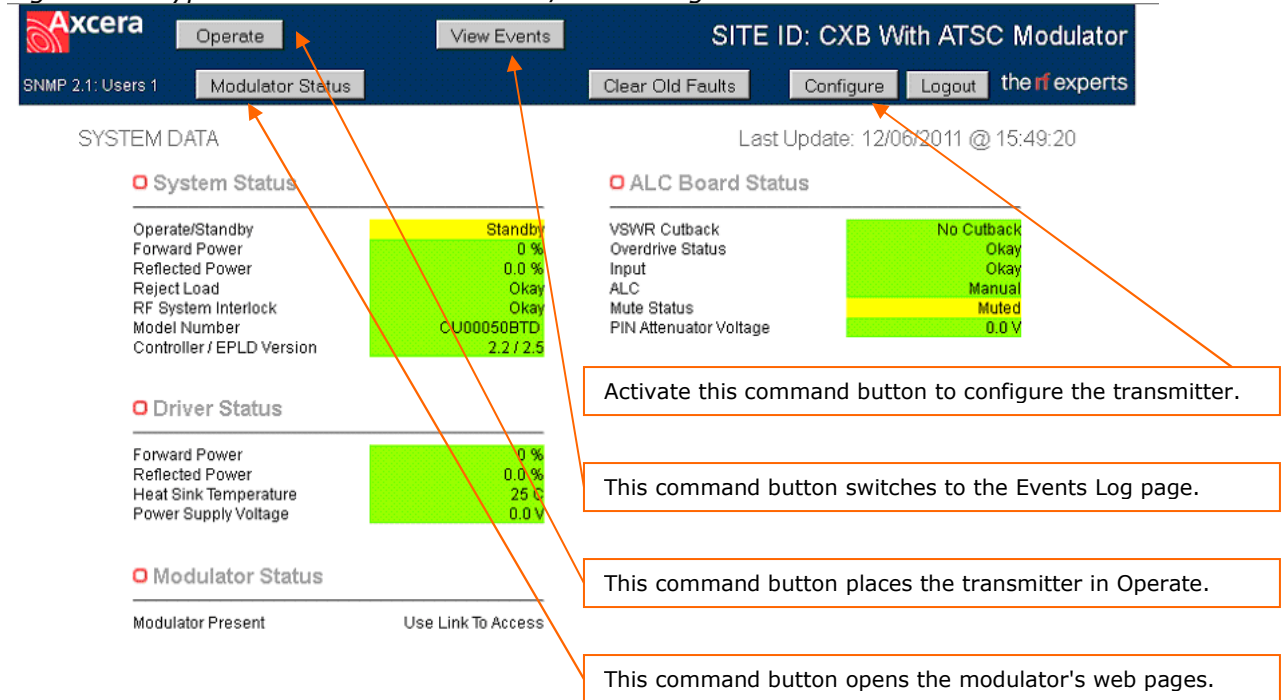 Axcera
Operate
View Events
SITE ID: CXB With ATSC Modulator
SNMP 2.1: Users 1
Modulator Status
Clear Old Faults
Configure
Logout
the rf experts
SYSTEM DATA
Last Update: 12/06/2011 @ 15:49:20
System Status
Operate/Standby Standby
Forward Power 0 %
Reflected Power 0.0 %
Reject Load Okay
RF System Interlock Okay
Model Number CU00050BTD
Controller / EPLD Version 2.2 / 2.5
ALC Board Status
VSWR Cutback No Cutback
Overdrive Status Okay
Input Okay
ALC Manual
Mute Status Muted
PIN Attenuator Voltage 0.0 V
Activate this command button to configure the transmitter.
Driver Status
Forward Power 0 %
Reflected Power 0.0 %
Heat Sink Temperature 25 C
Power Supply Voltage 0.0 V
This command button switches to the Events Log page.
Modulator Status
Modulator Present Use Link To Access
This command button places the transmitter in Operate.
This command button opens the modulator's web pages.